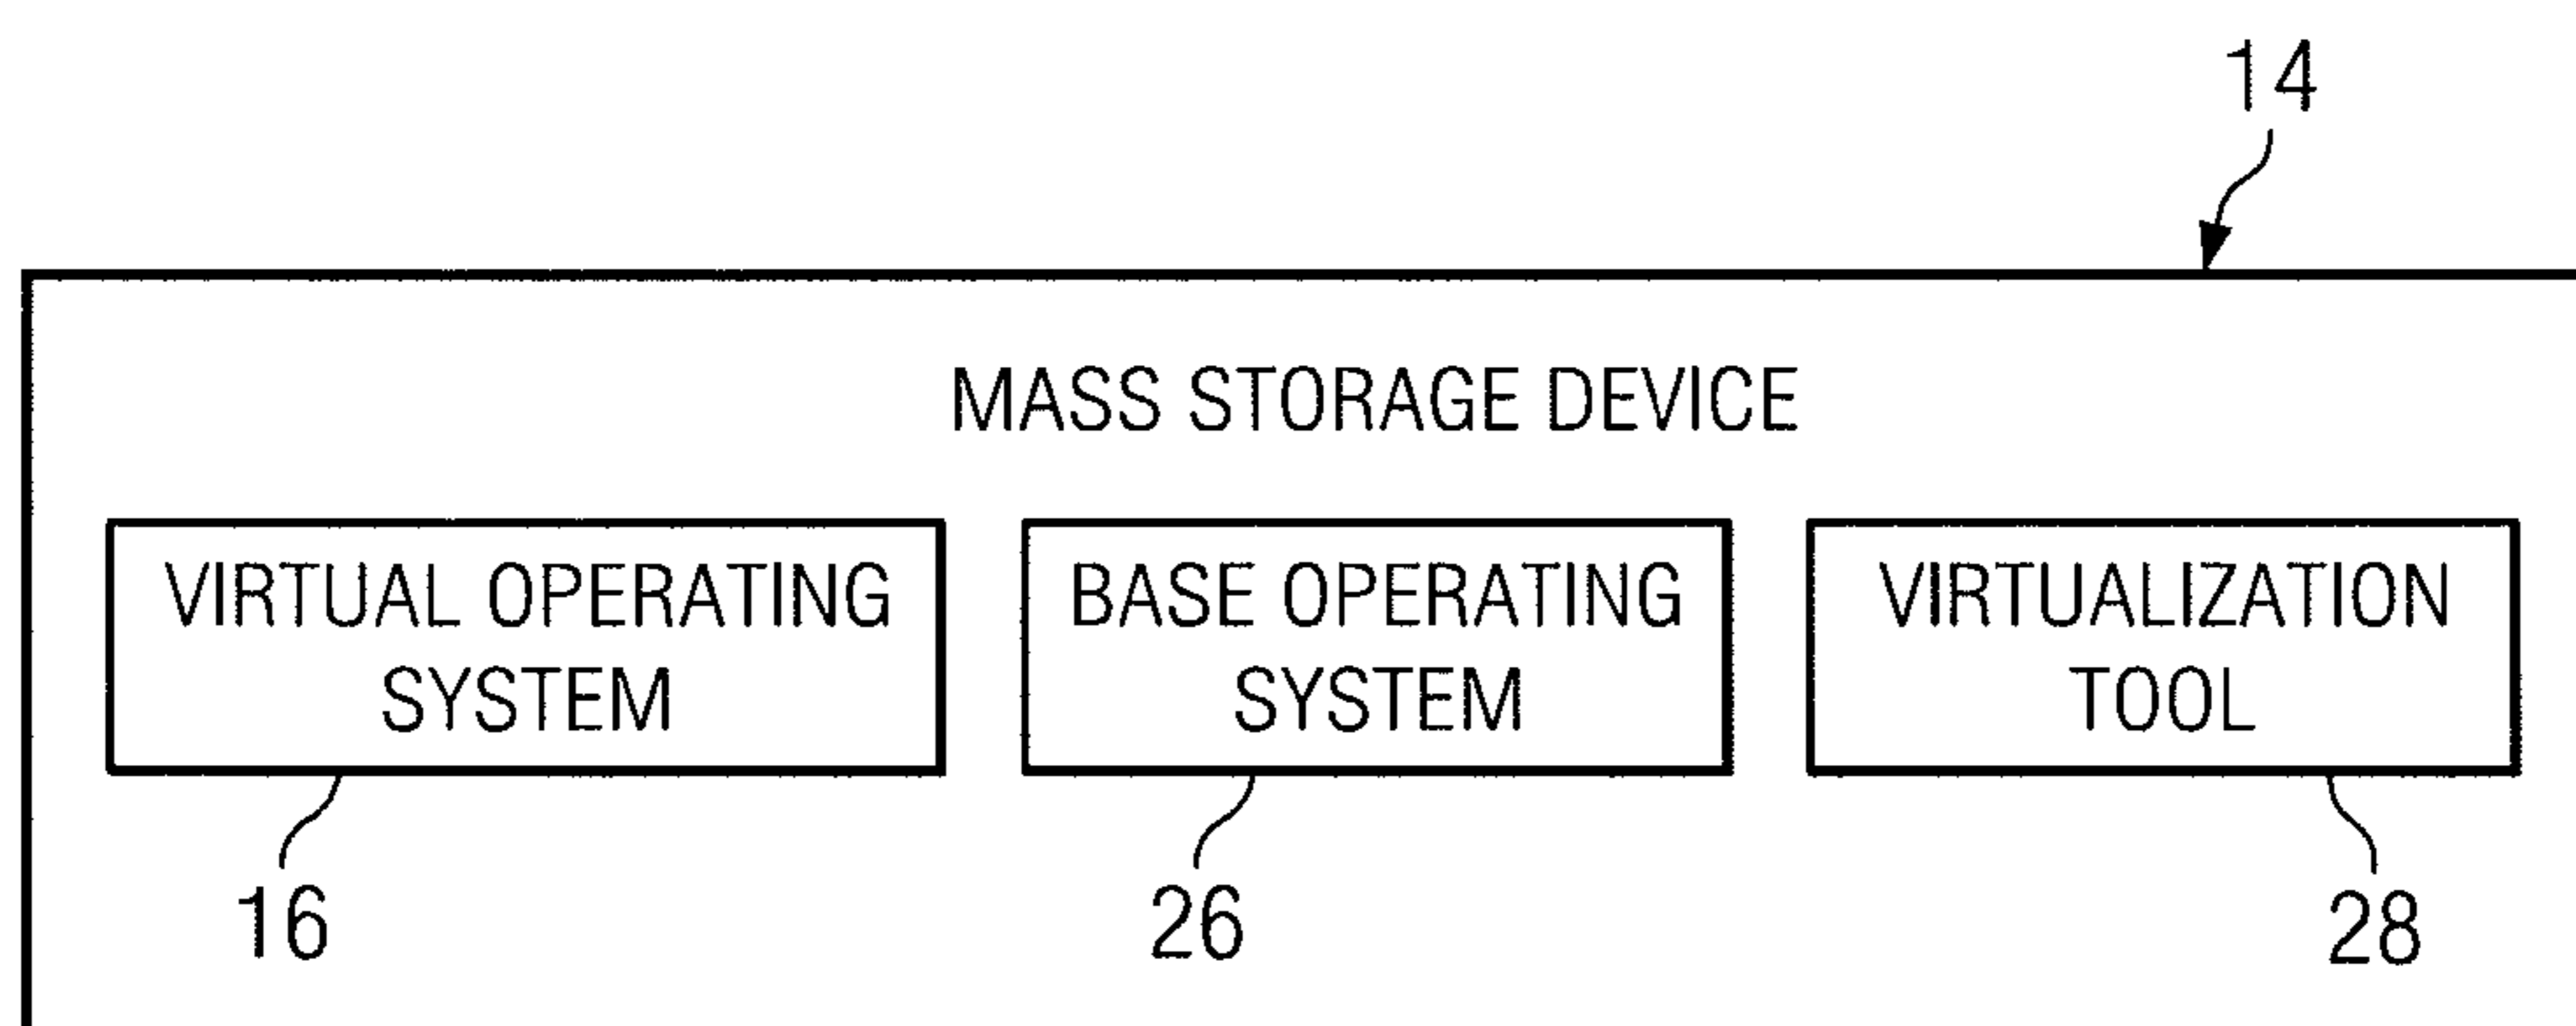 14
MASS STORAGE DEVICE
VIRTUAL OPERATING
SYSTEM
BASE OPERATING
SYSTEM
VIRTUALIZATION
TOOL
16
26
28